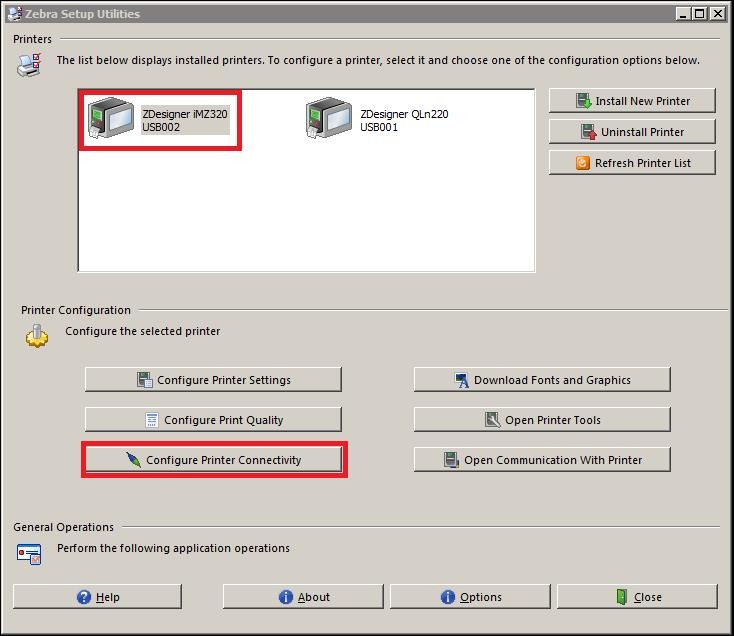 Zebra Setup Utilities
Printers
The list below displays installed printers. To configure a printer, select it and choose one of the configuration options below.
ZDesigner iMZ320
USB002
ZDesigner QLn220
USB001
Install New Printer
Uninstall Printer
Refresh Printer List
Printer Configuration
Configure the selected printer
Configure Printer Settings
Download Fonts and Graphics
Configure Print Quality
Open Printer Tools
Configure Printer Connectivity
Open Communication With Printer
General Operations
Perform the following application operations
Help
About
Options
Close